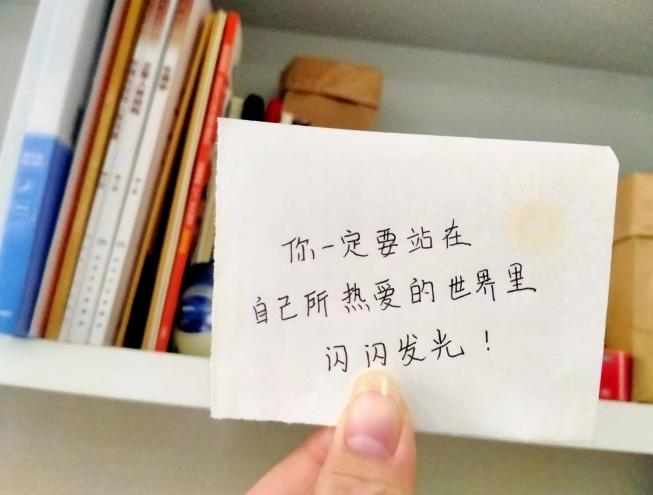 你一定要站在
自己所热爱的世界里
闪闪发光！